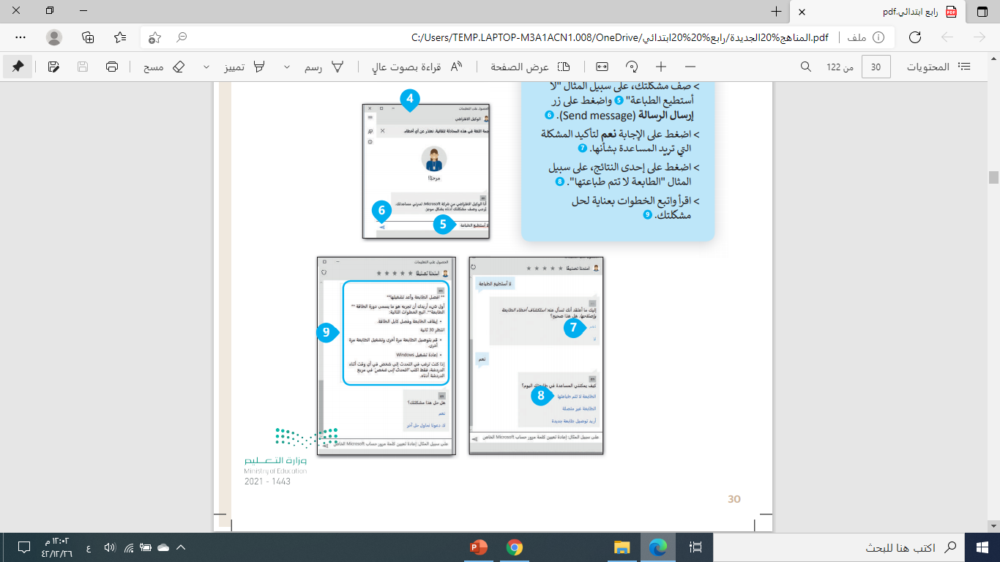 رابع ابتدائي.pdf
ملف
C:/Users/TEMP.LAPTOP-M3A1ACN1.008/OneDrive/المناهج%20الجديدة/رابع%20%20ابتدائي.pdf
المحتويات
30
من 122
عرض الصفحة
قراءة بصوت عالٍ
رسم
تمييز
مسح
> صف مشكلتك، على سبيل المثال "لا
أستطيع الطباعة" 5 واضغط على زر
إرسال الرسالة (Send message). 6
> اضغط على الإجابة نعم لتأكيد المشكلة
التي تريد المساعدة بشأنها. 7
> اضغط على إحدى النتائج، على سبيل
المثال "الطابعة لا تتم طباعتها". 8
> اقرأ واتبع الخطوات بعناية لحل
مشكلتك. 9
4
الحصول على التعليمات
الوكيل الافتراضي
جمة اللغة في هذه المحادثة تلقائية. نعتذر عن أي أخطاء.
مرحبًا!
أنا الوكيل الافتراضي من شركة Microsoft. تسرني مساعدتك.
يُرجى وصف مشكلتك أدناه بشكل موجز.
6
5
لا أستطيع الطباعة
امنحنا تصنيفًا
لا أستطيع الطباعة
إليك ما أعتقد أنك تسأل عنه: استكشاف أخطاء الطابعة
وإصلاحها. هل هذا صحيح؟
نعم
7
لا
نعم
كيف يمكنني المساعدة في طابعتك اليوم؟
الطابعة لا تتم طباعتها
8
الطابعة غير متصلة
أريد توصيل طابعة جديدة
على سبيل المثال: إعادة تعيين كلمة مرور حساب Microsoft الخاص
الحصول على التعليمات
امنحنا تصنيفًا
** افصل الطابعة وأعد تشغيلها**
أول شيء أريدك أن تجربه هو ما يسمى دورة الطاقة **
الطابعة**. اتبع الخطوات التالية:
• إيقاف الطابعة وفصل كابل الطاقة.
انتظر 30 ثانية
• قم بتوصيل الطابعة مرة أخرى وتشغيل الطابعة مرة
أخرى.
• إعادة تشغيل Windows
إذا كنت ترغب في التحدث إلى شخص في أي وقت أثناء
الدردشة، فقط اكتب "التحدث إلى شخص" في مربع
الدردشة أدناه.
9
هل حل هذا مشكلتك؟
نعم
لا، دعونا نحاول حل آخر
على سبيل المثال: إعادة تعيين كلمة مرور حساب Microsoft الخاص
وزارة التعليم
Ministry of Education
2021 - 1443
30
اكتب هنا للبحث
ع
١٢:٠٢ م
٤٢/١٢/٢٦